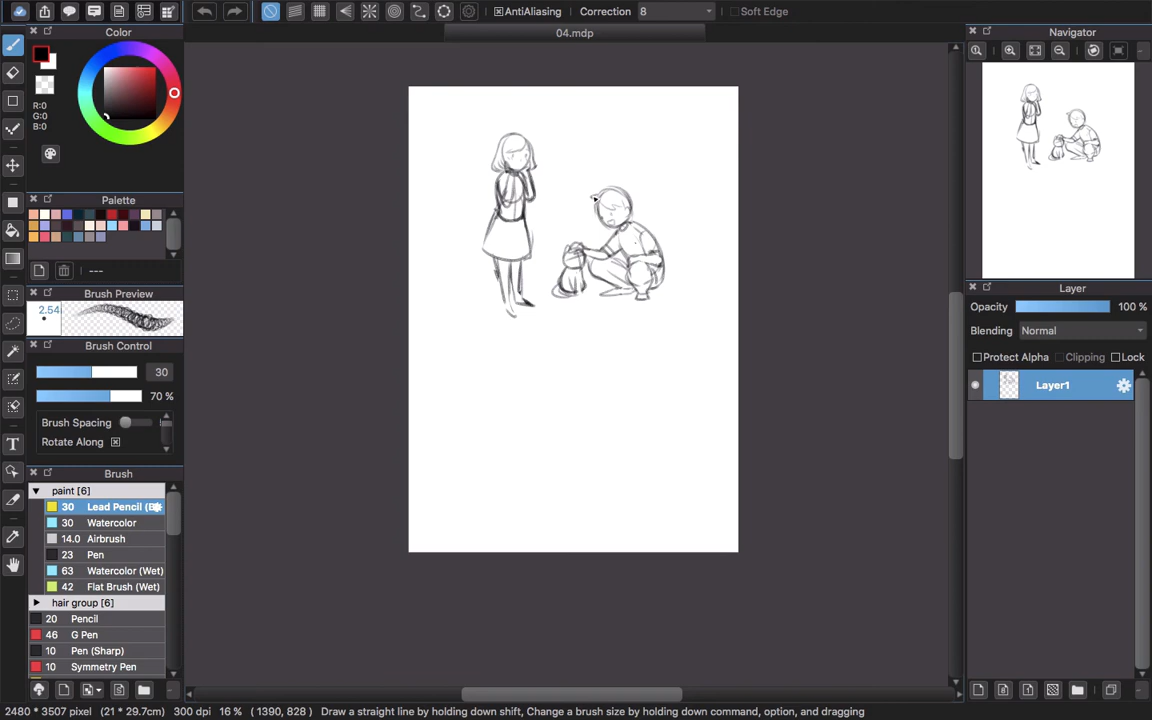 AntiAliasing Correction 8 Soft Edge
Color
04.mdp
Navigator
R:0
G:0
B:0
Palette
---
Brush Preview
2.54
Brush Control
30
70 %
Brush Spacing
Rotate Along
Brush
paint [6]
30 Lead Pencil
30 Watercolor
14.0 Airbrush
23 Pen
63 Watercolor (Wet)
42 Flat Brush (Wet)
hair group [6]
20 Pencil
46 G Pen
10 Pen (Sharp)
10 Symmetry Pen
Layer
Opacity 100 %
Blending Normal
Protect Alpha Clipping Lock
Layer1
T
2480 * 3507 pixel (21 * 29.7cm) 300 dpi 16 % ( 1390, 828 ) Draw a straight line by holding down shift, Change a brush size by holding down command, option, and dragging